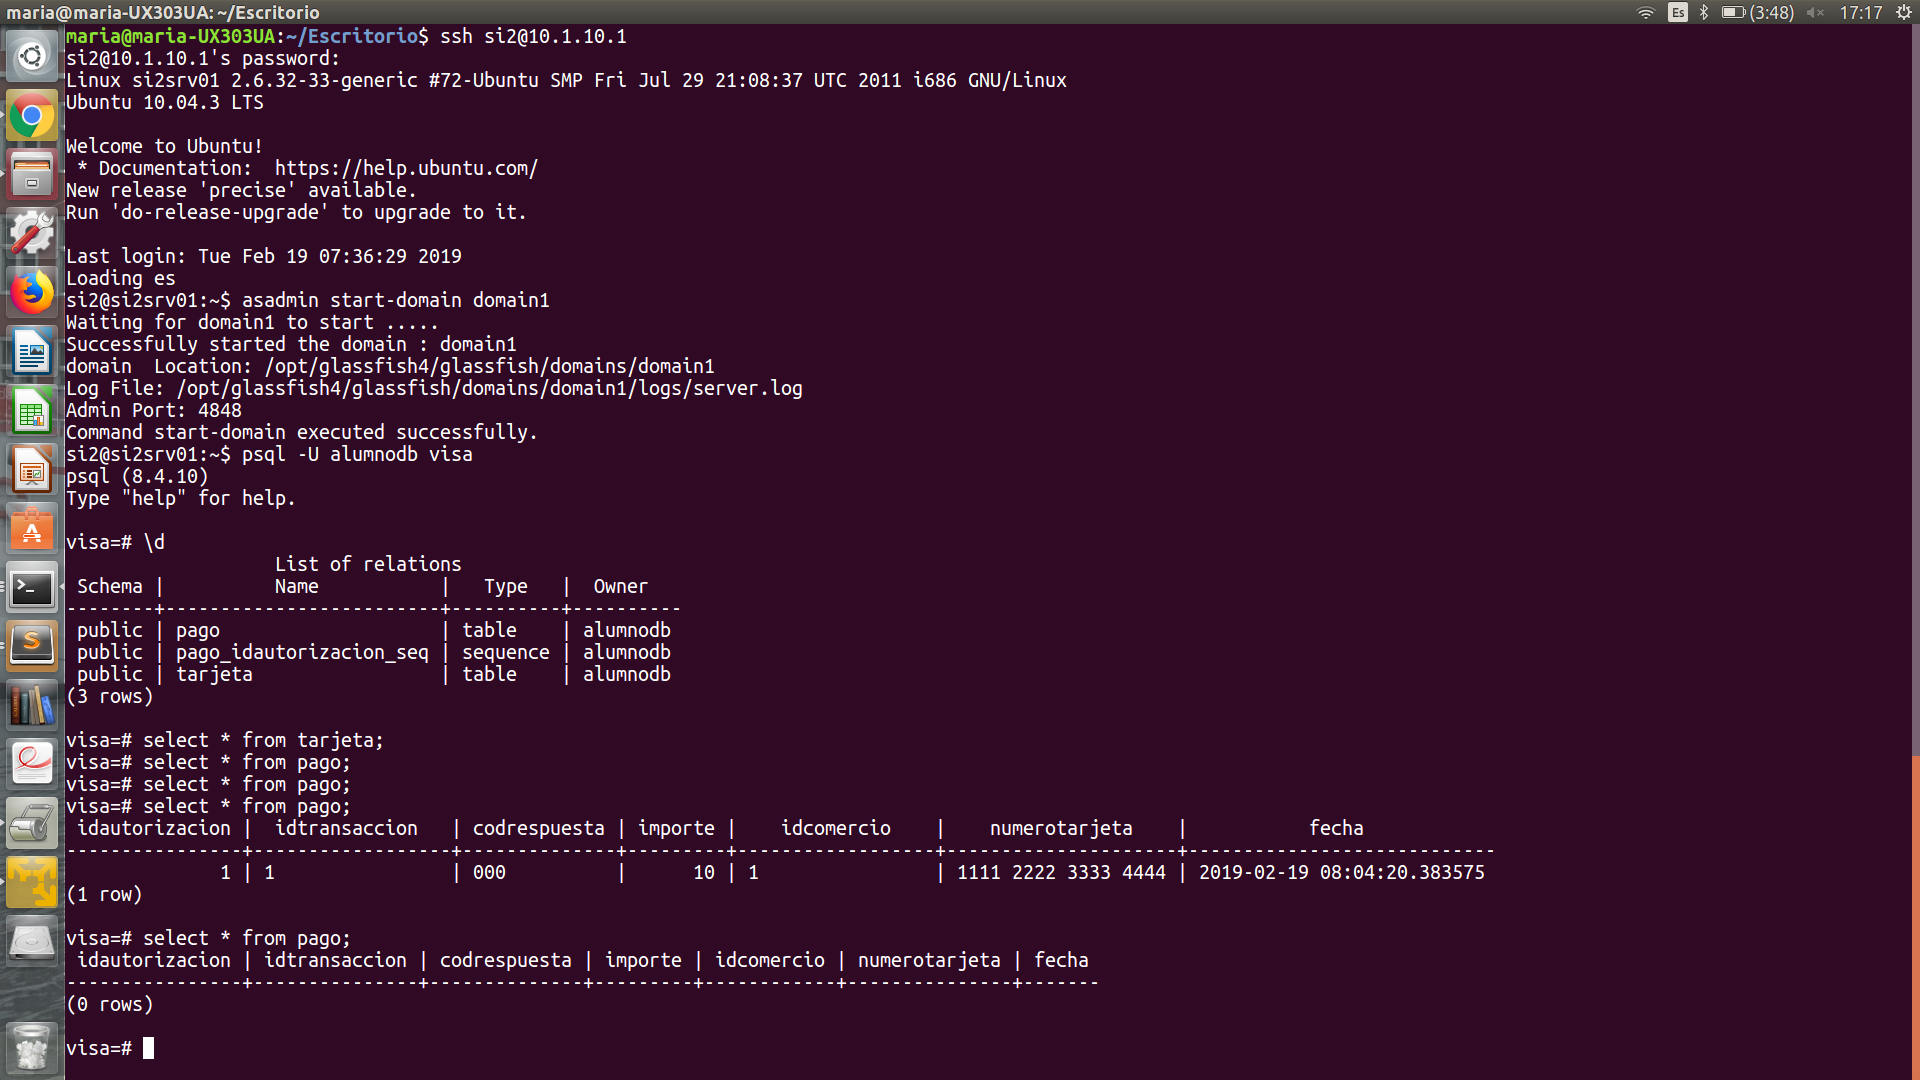 maria@maria-UX303UA: ~/Escritorio
Es
(3:48)
17:17
maria@maria-UX303UA:~/Escritorio$ ssh si2@10.1.10.1
si2@10.1.10.1's password:
Linux si2srv01 2.6.32-33-generic #72-Ubuntu SMP Fri Jul 29 21:08:37 UTC 2011 i686 GNU/Linux
Ubuntu 10.04.3 LTS

Welcome to Ubuntu!
 * Documentation:  https://help.ubuntu.com/
New release 'precise' available.
Run 'do-release-upgrade' to upgrade to it.

Last login: Tue Feb 19 07:36:29 2019
Loading es
si2@si2srv01:~$ asadmin start-domain domain1
Waiting for domain1 to start .....
Successfully started the domain : domain1
domain  Location: /opt/glassfish4/glassfish/domains/domain1
Log File: /opt/glassfish4/glassfish/domains/domain1/logs/server.log
Admin Port: 4848
Command start-domain executed successfully.
si2@si2srv01:~$ psql -U alumnodb visa
psql (8.4.10)
Type "help" for help.

visa=# \d
                   List of relations
 Schema |          Name           |   Type   |  Owner
--------+-------------------------+----------+----------
 public | pago                    | table    | alumnodb
 public | pago_idautorizacion_seq | sequence | alumnodb
 public | tarjeta                 | table    | alumnodb
(3 rows)

visa=# select * from tarjeta;
visa=# select * from pago;
visa=# select * from pago;
visa=# select * from pago;
 idautorizacion |  idtransaccion   | codrespuesta | importe |    idcomercio    |    numerotarjeta    |           fecha
----------------+------------------+--------------+---------+------------------+---------------------+----------------------------
              1 | 1                | 000          |      10 | 1                | 1111 2222 3333 4444 | 2019-02-19 08:04:20.383575
(1 row)

visa=# select * from pago;
 idautorizacion | idtransaccion | codrespuesta | importe | idcomercio | numerotarjeta | fecha
----------------+---------------+--------------+---------+------------+---------------+-------
(0 rows)

visa=#